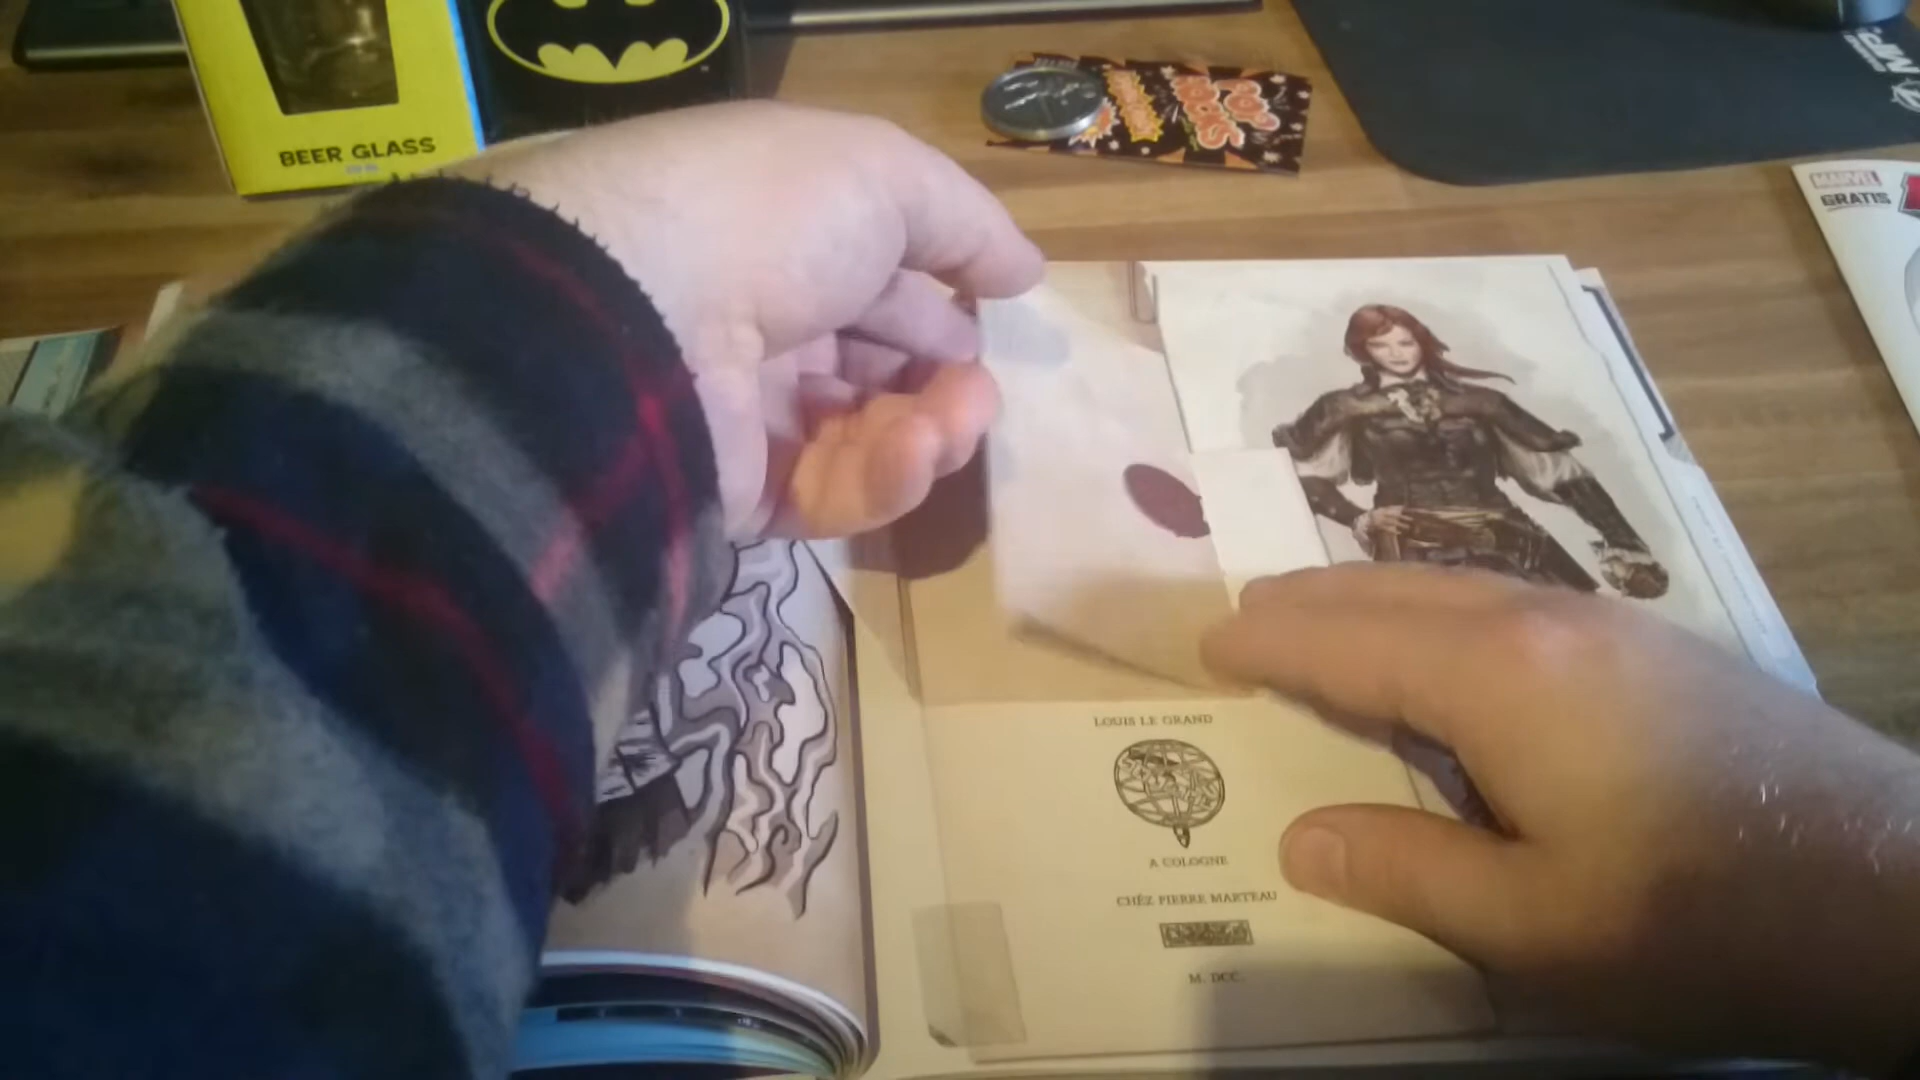 BEER GLASS
POP
ROCKS
MARVEL
GRATIS
LOUIS LE GRAND
A COLOGNE
CHÉZ PIERRE MARTEAU
M. DCC.